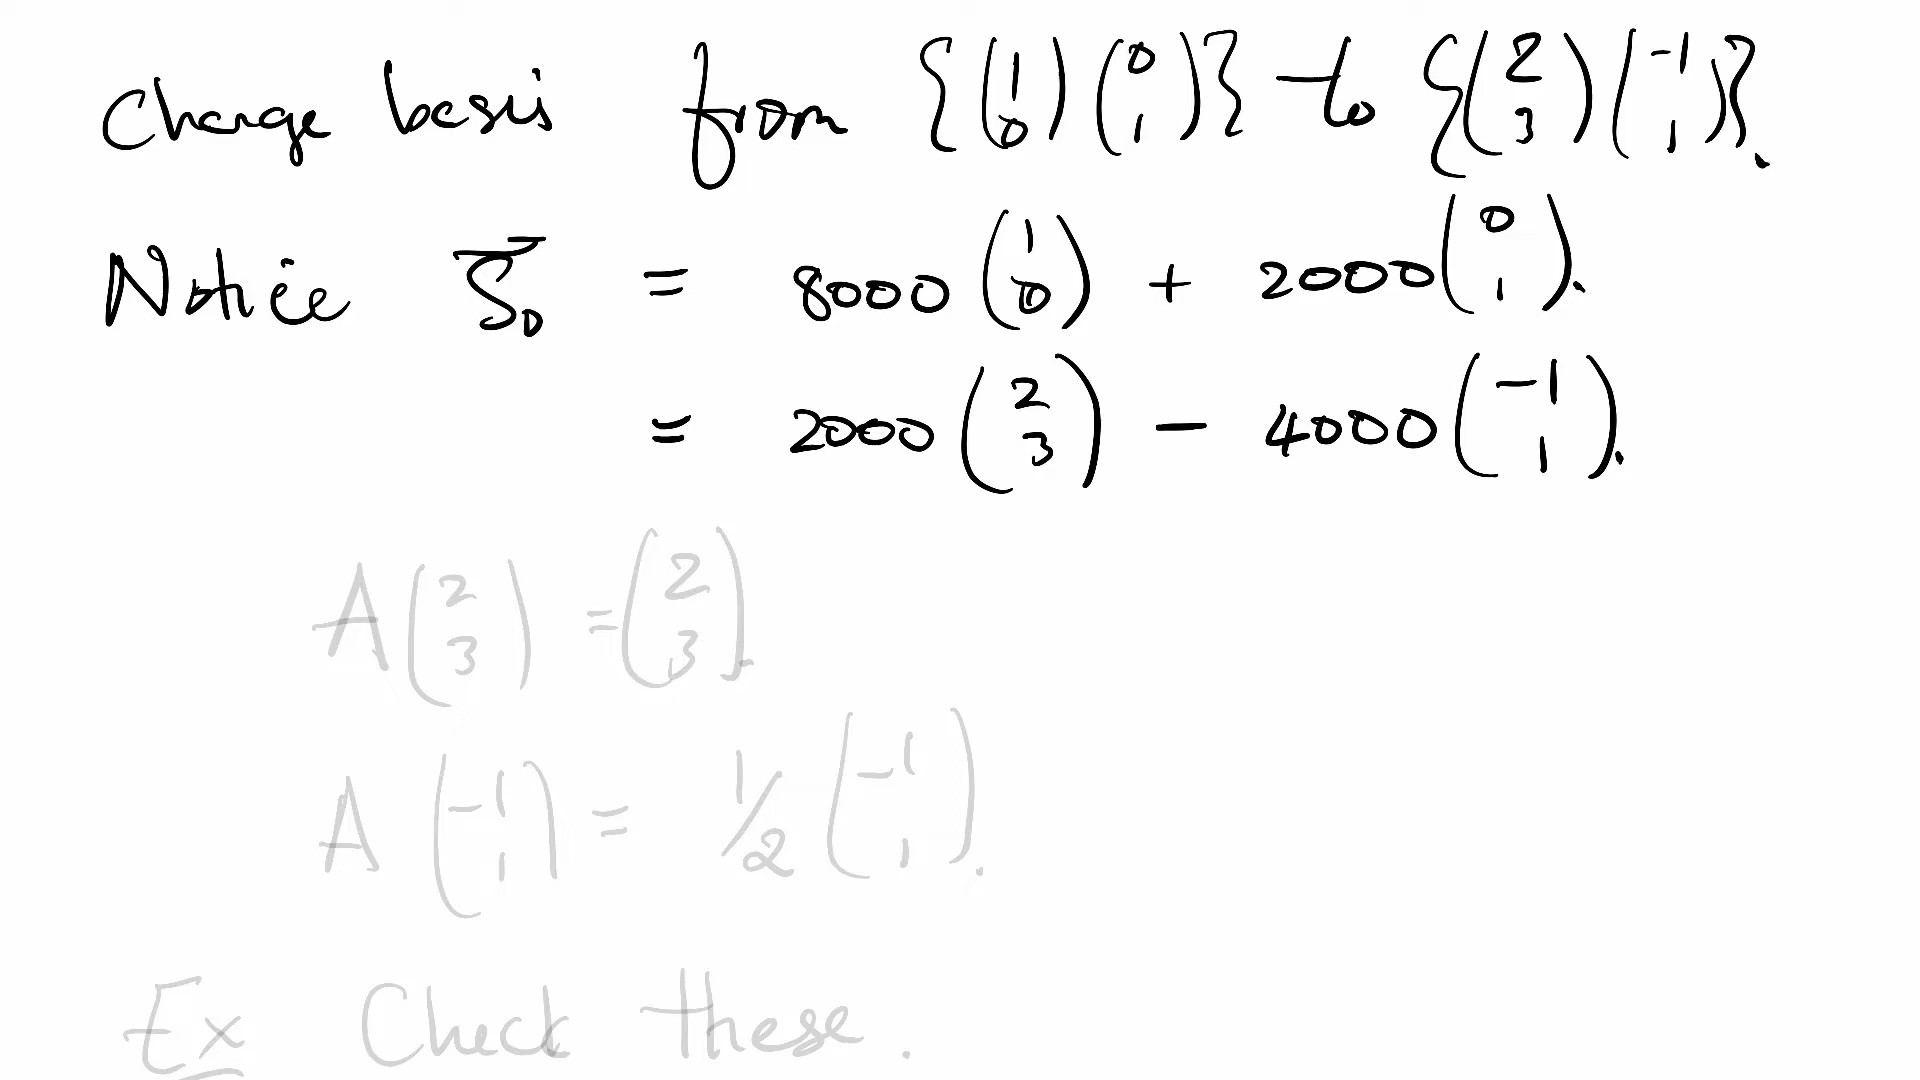 Change basis from {(1 0) (0 1)} to {(2 3) (-1 1)}.
Notice S⃗₀ = 8000 (1 0) + 2000 (0 1).
= 2000 (2 3) - 4000 (-1 1).
A (2 3) = (2 3).
A (-1 1) = 1/2 (-1 1).
Ex Check these.